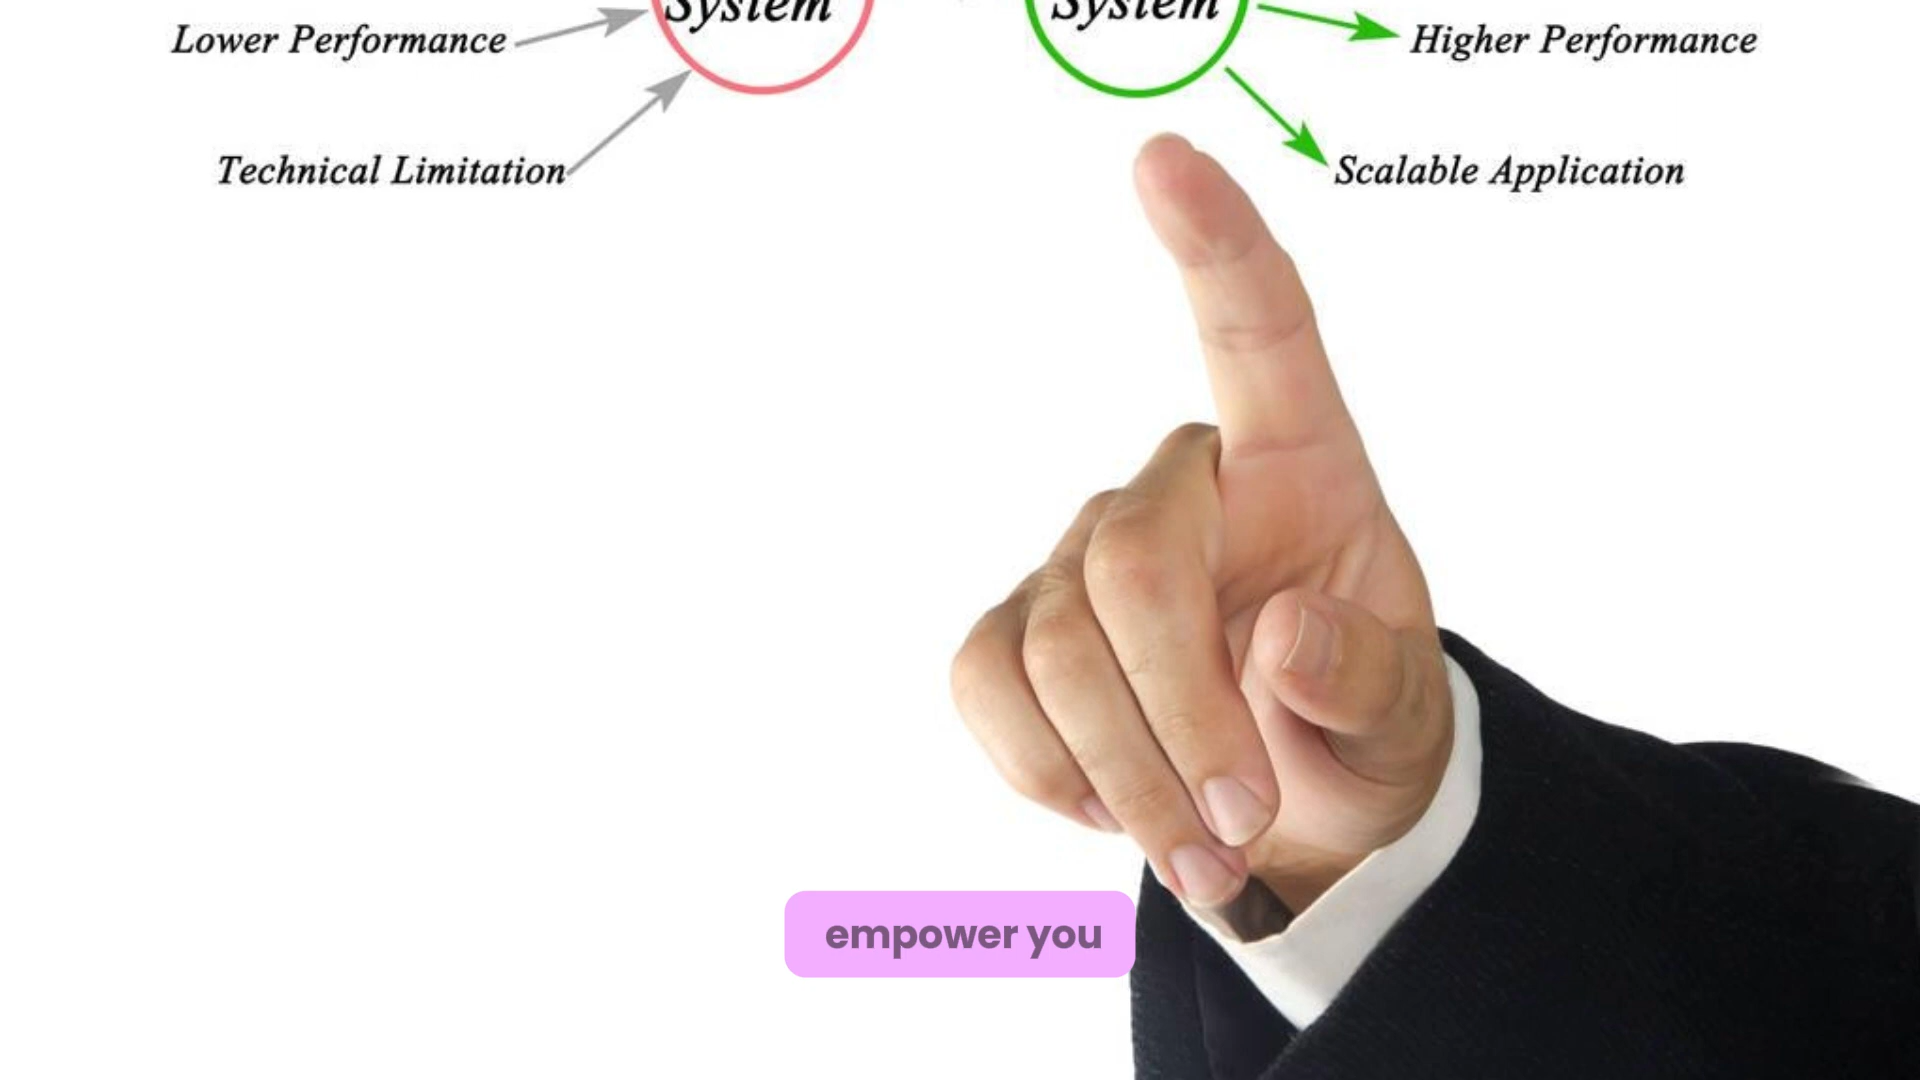 System
System
Lower Performance
Higher Performance
Technical Limitation
Scalable Application
empower you